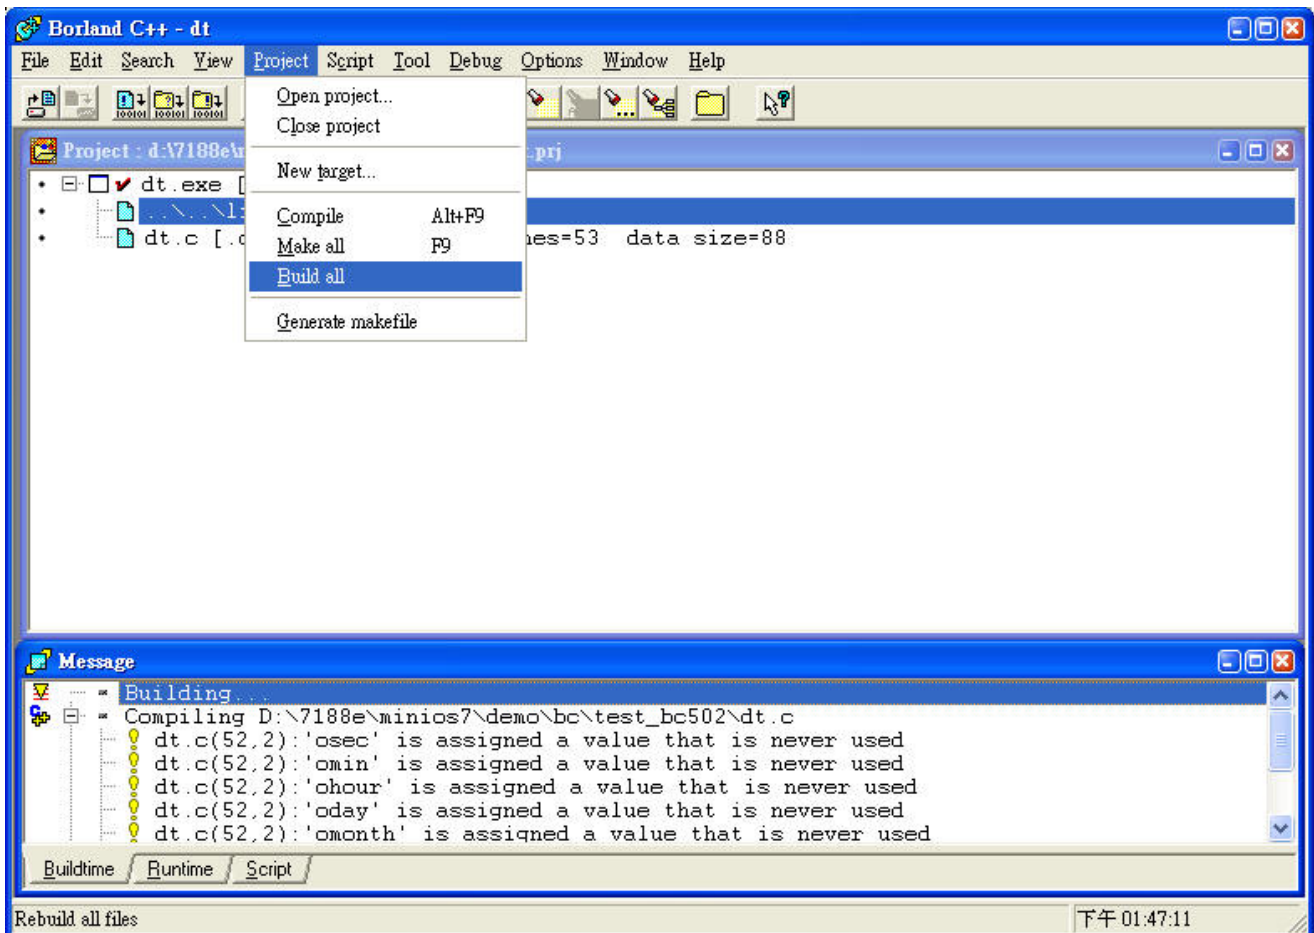 Borland C++ - dt
File Edit Search View Project Script Tool Debug Options Window Help
Open project...
Close project
New target...
Compile Alt+F9
Make all F9
Build all
Generate makefile
Project : d:\7188e\ .prj
dt.exe [
..\..\l
dt.c [. es=53 data size=88
Message
Building...
Compiling D:\7188e\minios7\demo\bc\test_bc502\dt.c
dt.c(52,2):'osec' is assigned a value that is never used
dt.c(52,2):'omin' is assigned a value that is never used
dt.c(52,2):'ohour' is assigned a value that is never used
dt.c(52,2):'oday' is assigned a value that is never used
dt.c(52,2):'omonth' is assigned a value that is never used
Buildtime Runtime Script
Rebuild all files 下午 01:47:11